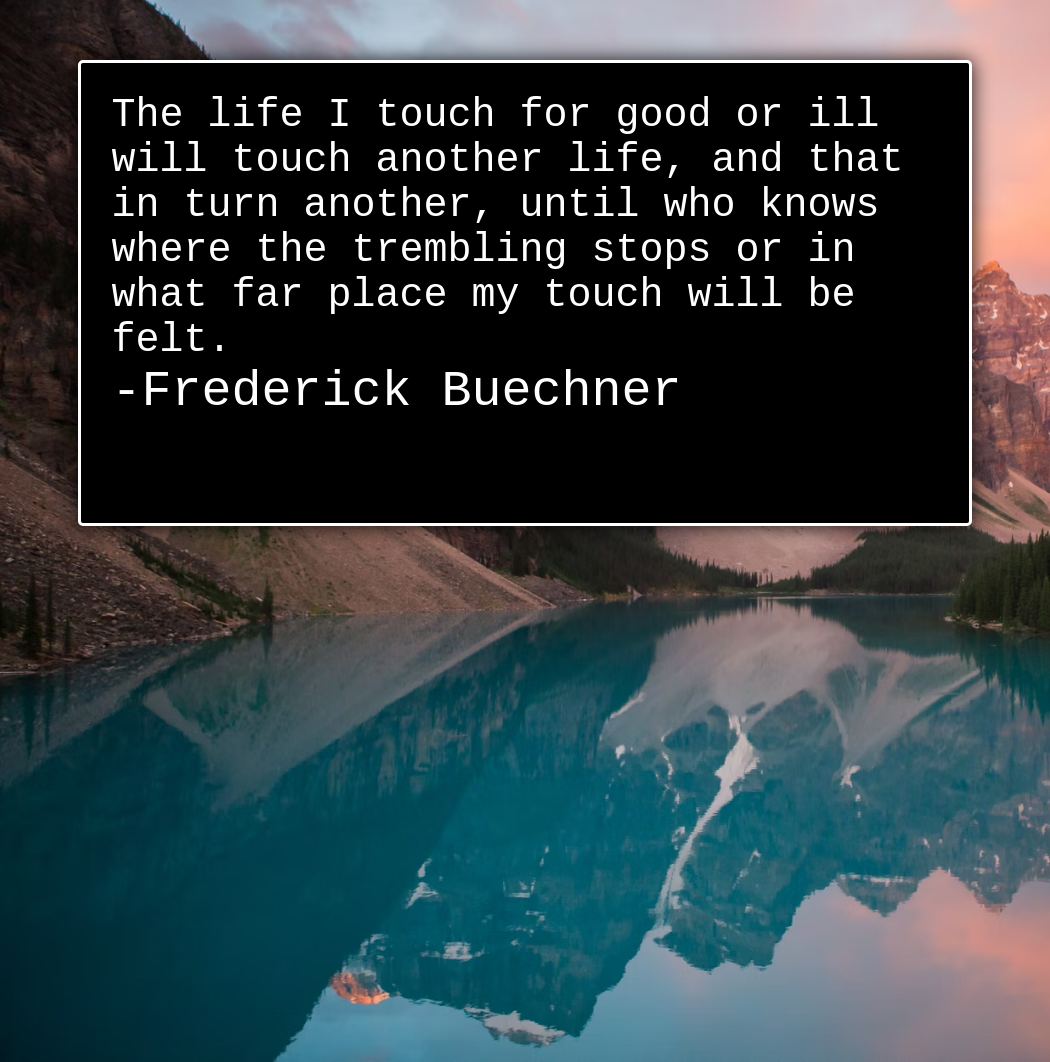 The life I touch for good or ill
will touch another life, and that
in turn another, until who knows
where the trembling stops or in
what far place my touch will be
felt.
-Frederick Buechner